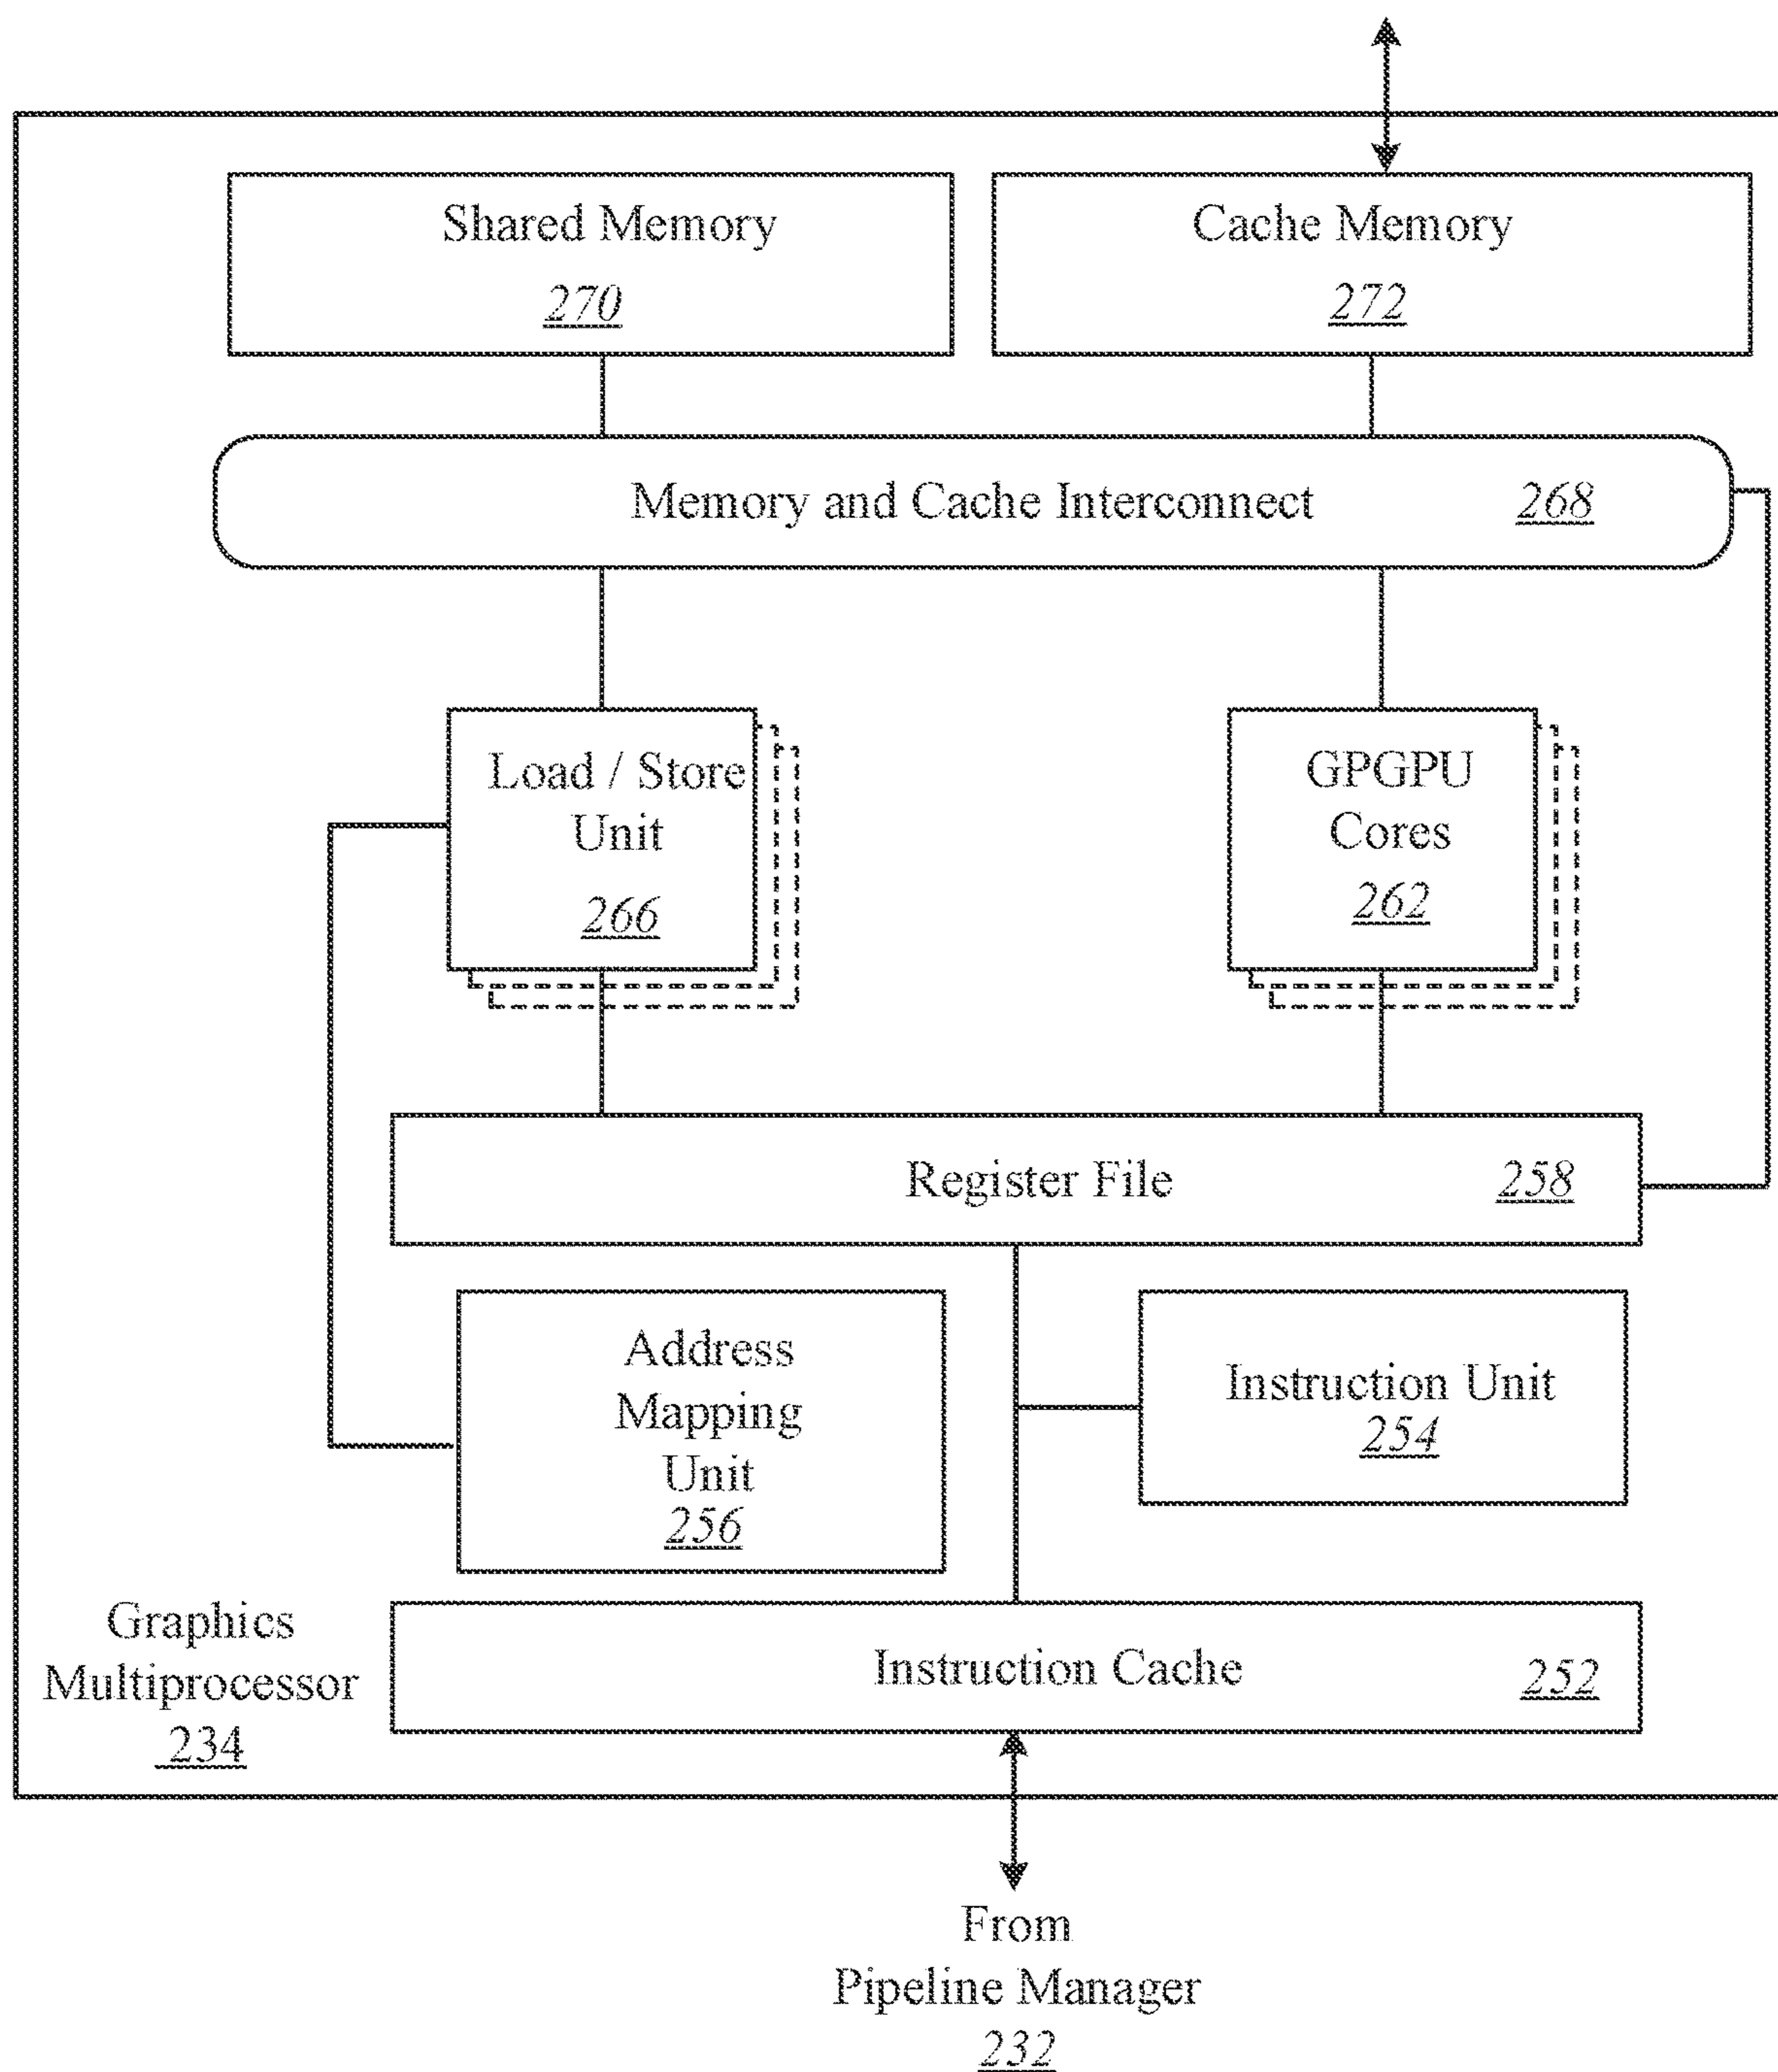 Shared Memory
270
Cache Memory
272
Memory and Cache Interconnect 268
Load / Store
Unit
266
GPGPU
Cores
262
Register File 258
Address
Mapping
Unit
256
Instruction Unit
254
Graphics
Multiprocessor
234
Instruction Cache 252
From
Pipeline Manager
232